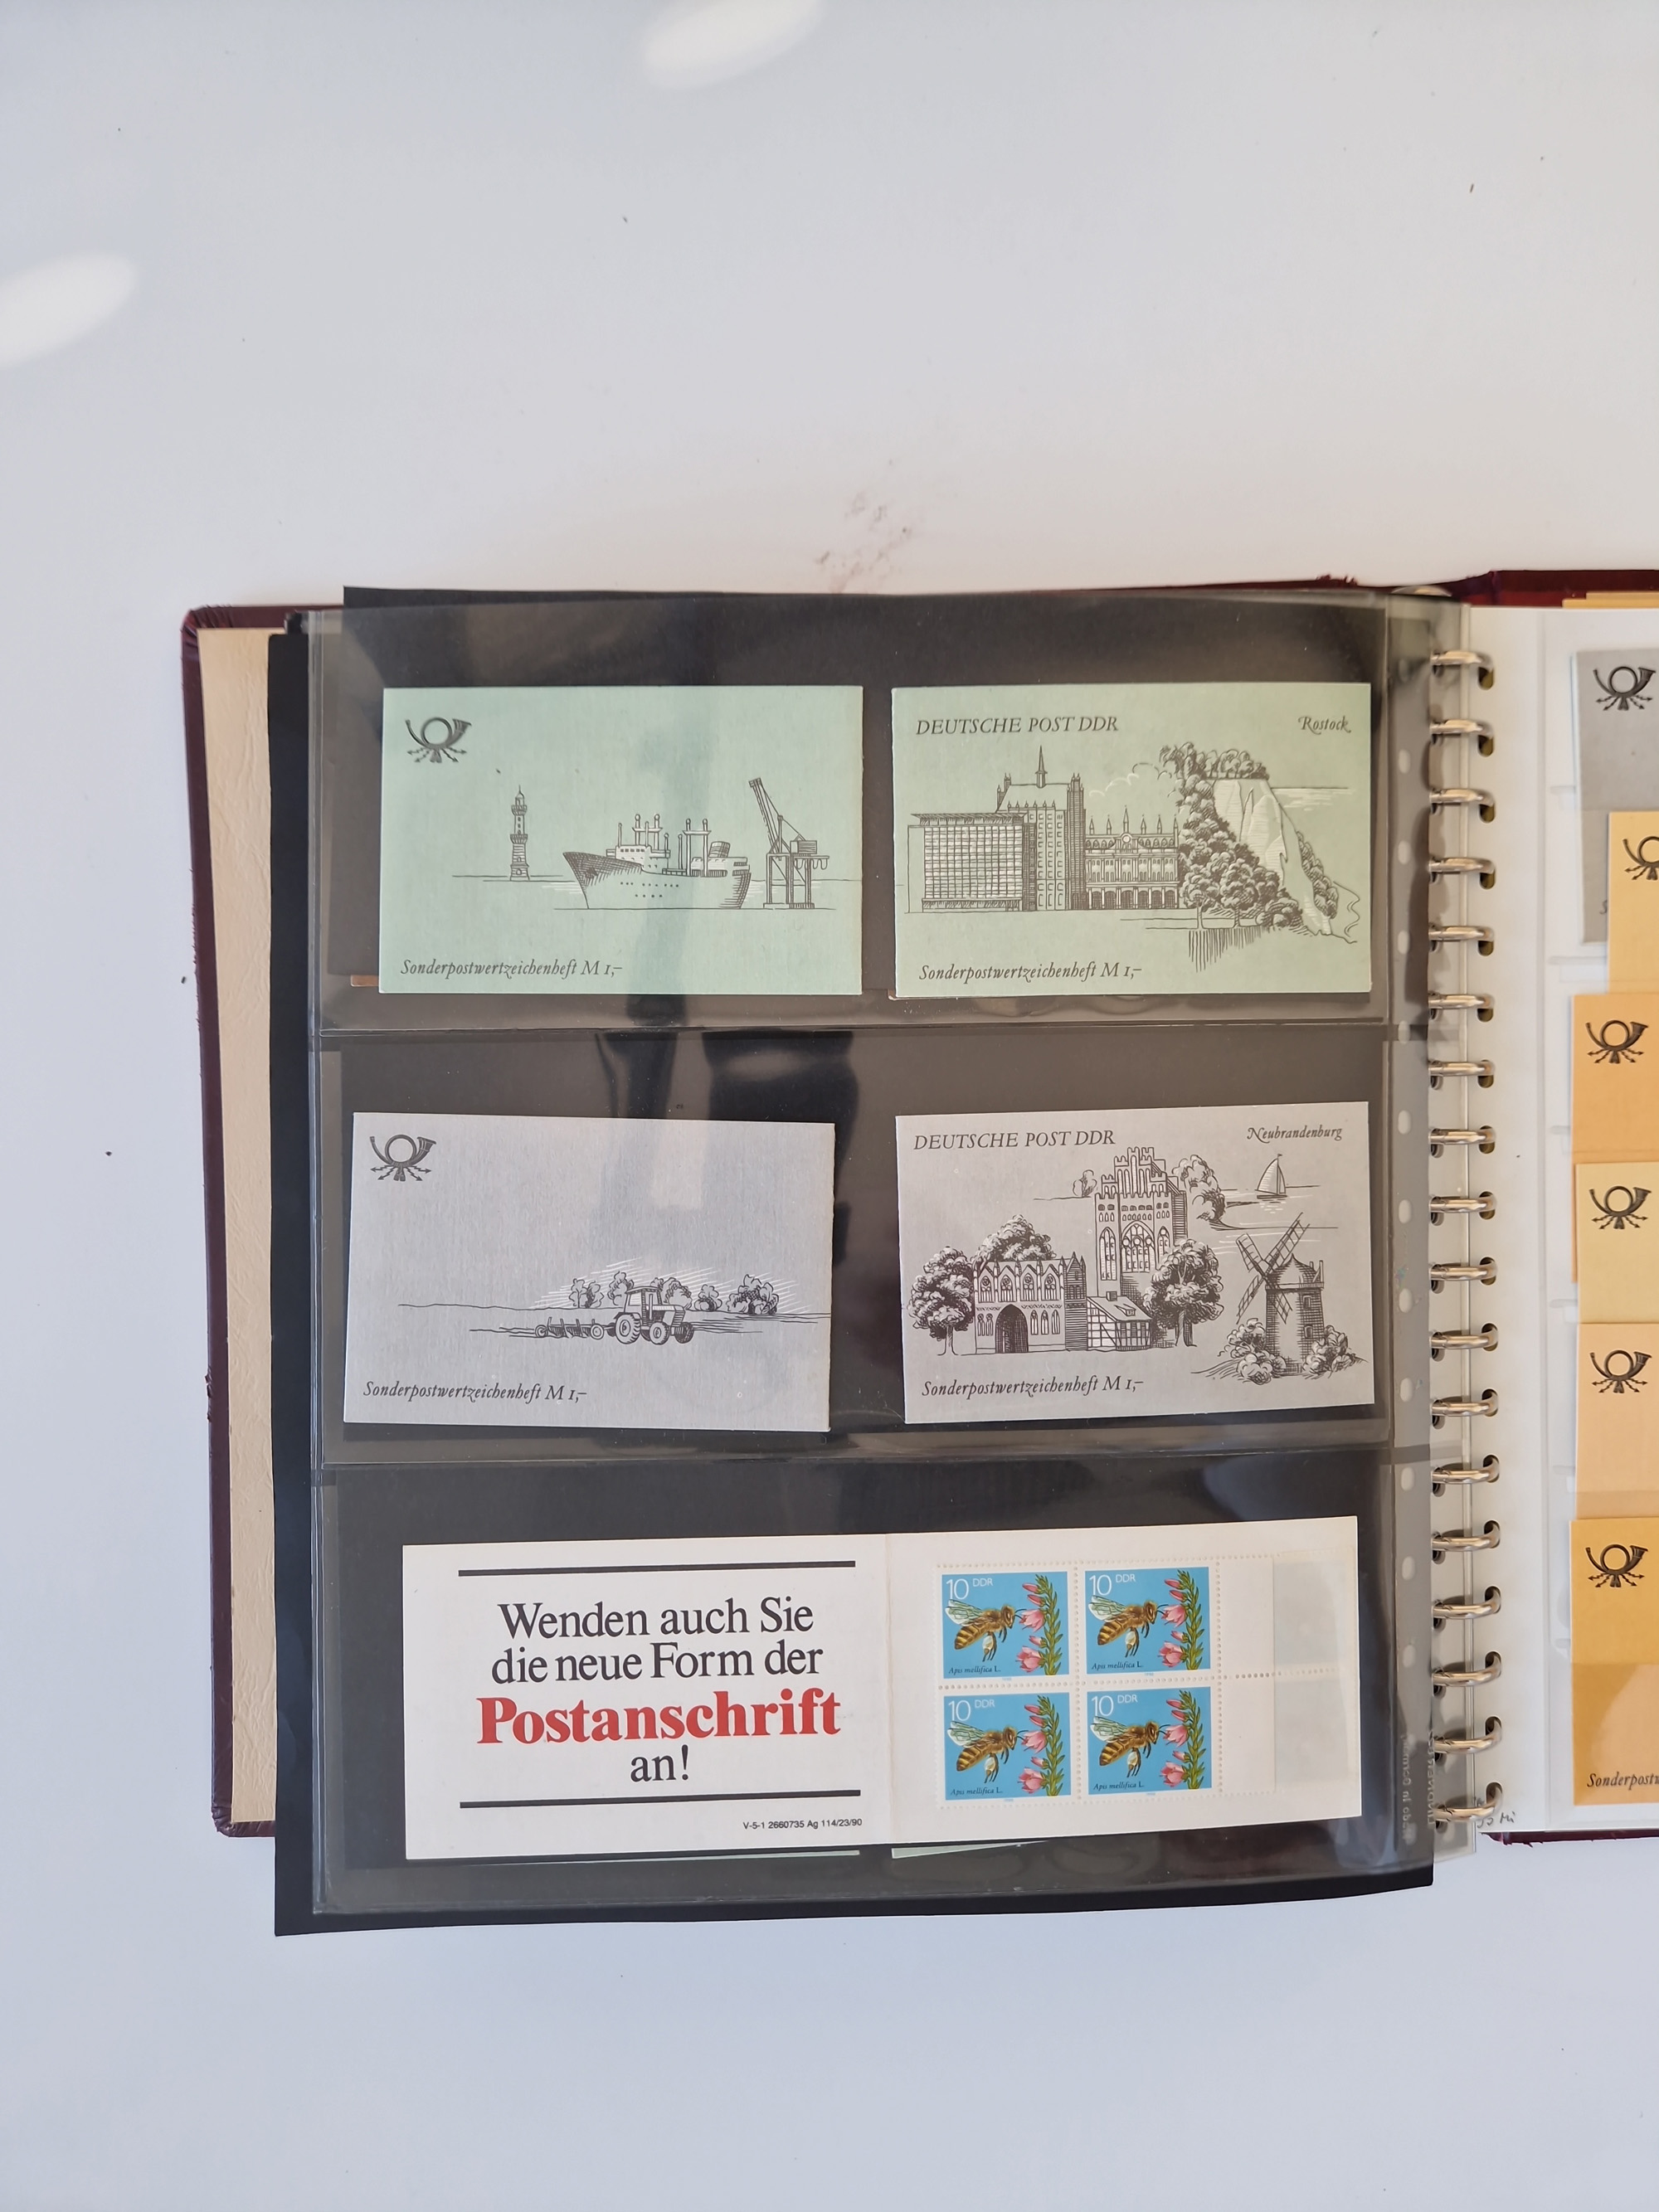 Sonderpostwertzeichenheft M 1,–
DEUTSCHE POST DDR
Rostock
Sonderpostwertzeichenheft M 1,–
Sonderpostwertzeichenheft M 1,–
DEUTSCHE POST DDR
Neubrandenburg
Sonderpostwertzeichenheft M 1,–
Wenden auch Sie
die neue Form der
Postanschrift
an!
V-5-1 2660735 Ag 114/23/90
10 DDR
Apis mellifica L.
10 DDR
Apis mellifica L.
10 DDR
Apis mellifica L.
10 DDR
Apis mellifica L.